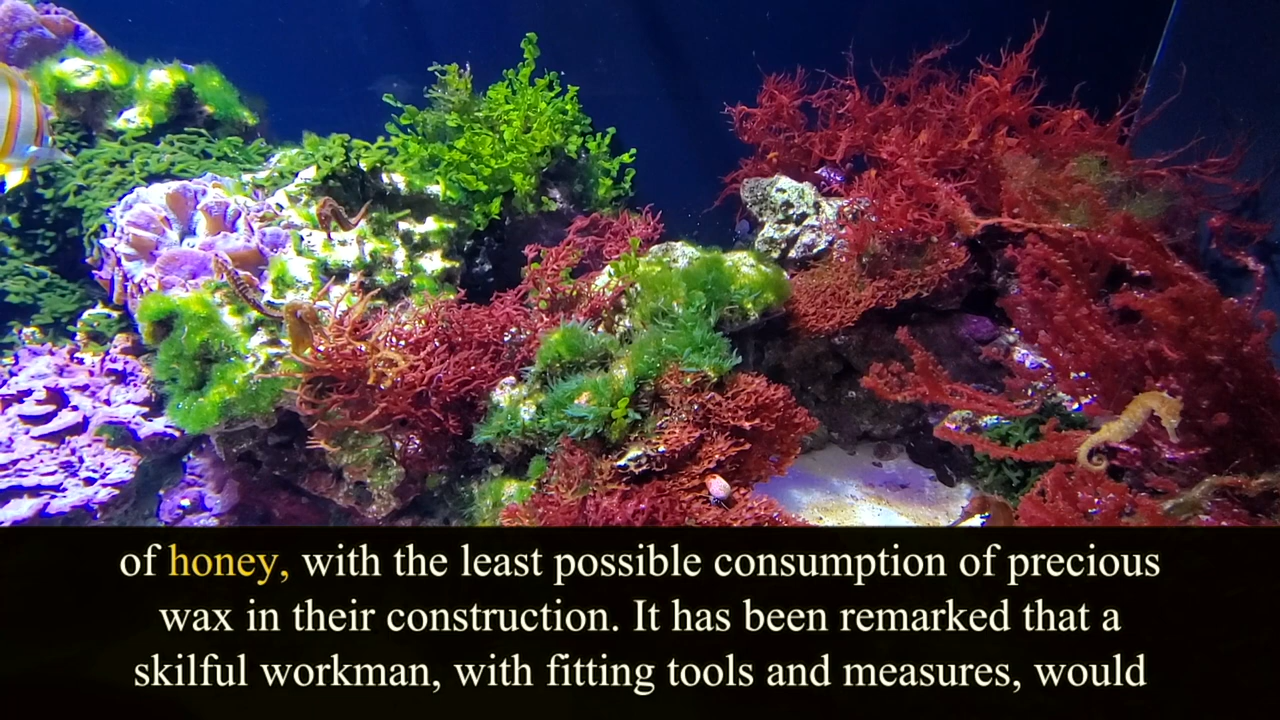 of honey, with the least possible consumption of precious
wax in their construction. It has been remarked that a
skilful workman, with fitting tools and measures, would